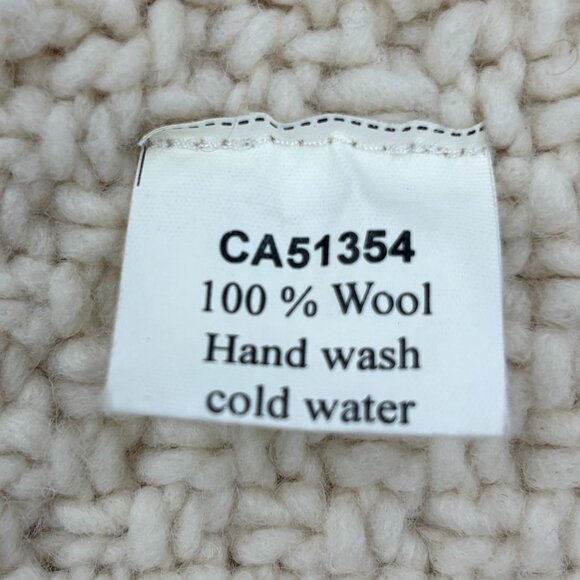 CA51354
100 % Wool
Hand wash
cold water